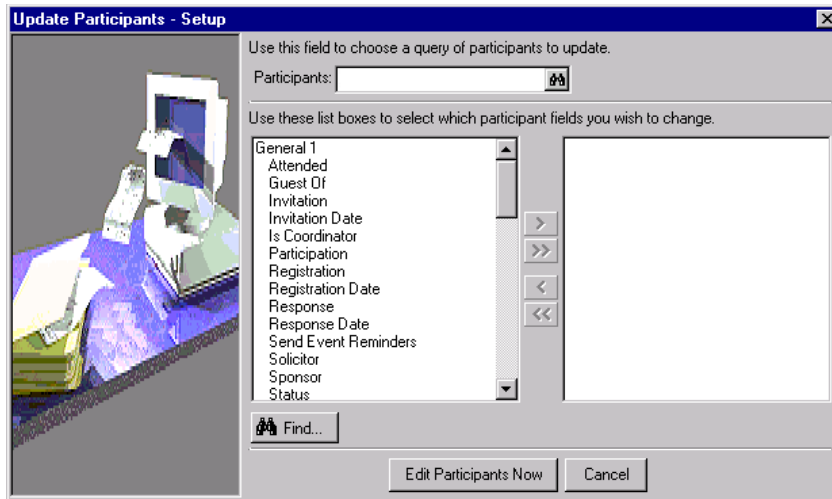 Update Participants - Setup
Use this field to choose a query of participants to update.
Participants:
Use these list boxes to select which participant fields you wish to change.
General 1
Attended
Guest Of
Invitation
Invitation Date
Is Coordinator
Participation
Registration
Registration Date
Response
Response Date
Send Event Reminders
Solicitor
Sponsor
Status
>
>>
<
<<
Find...
Edit Participants Now
Cancel